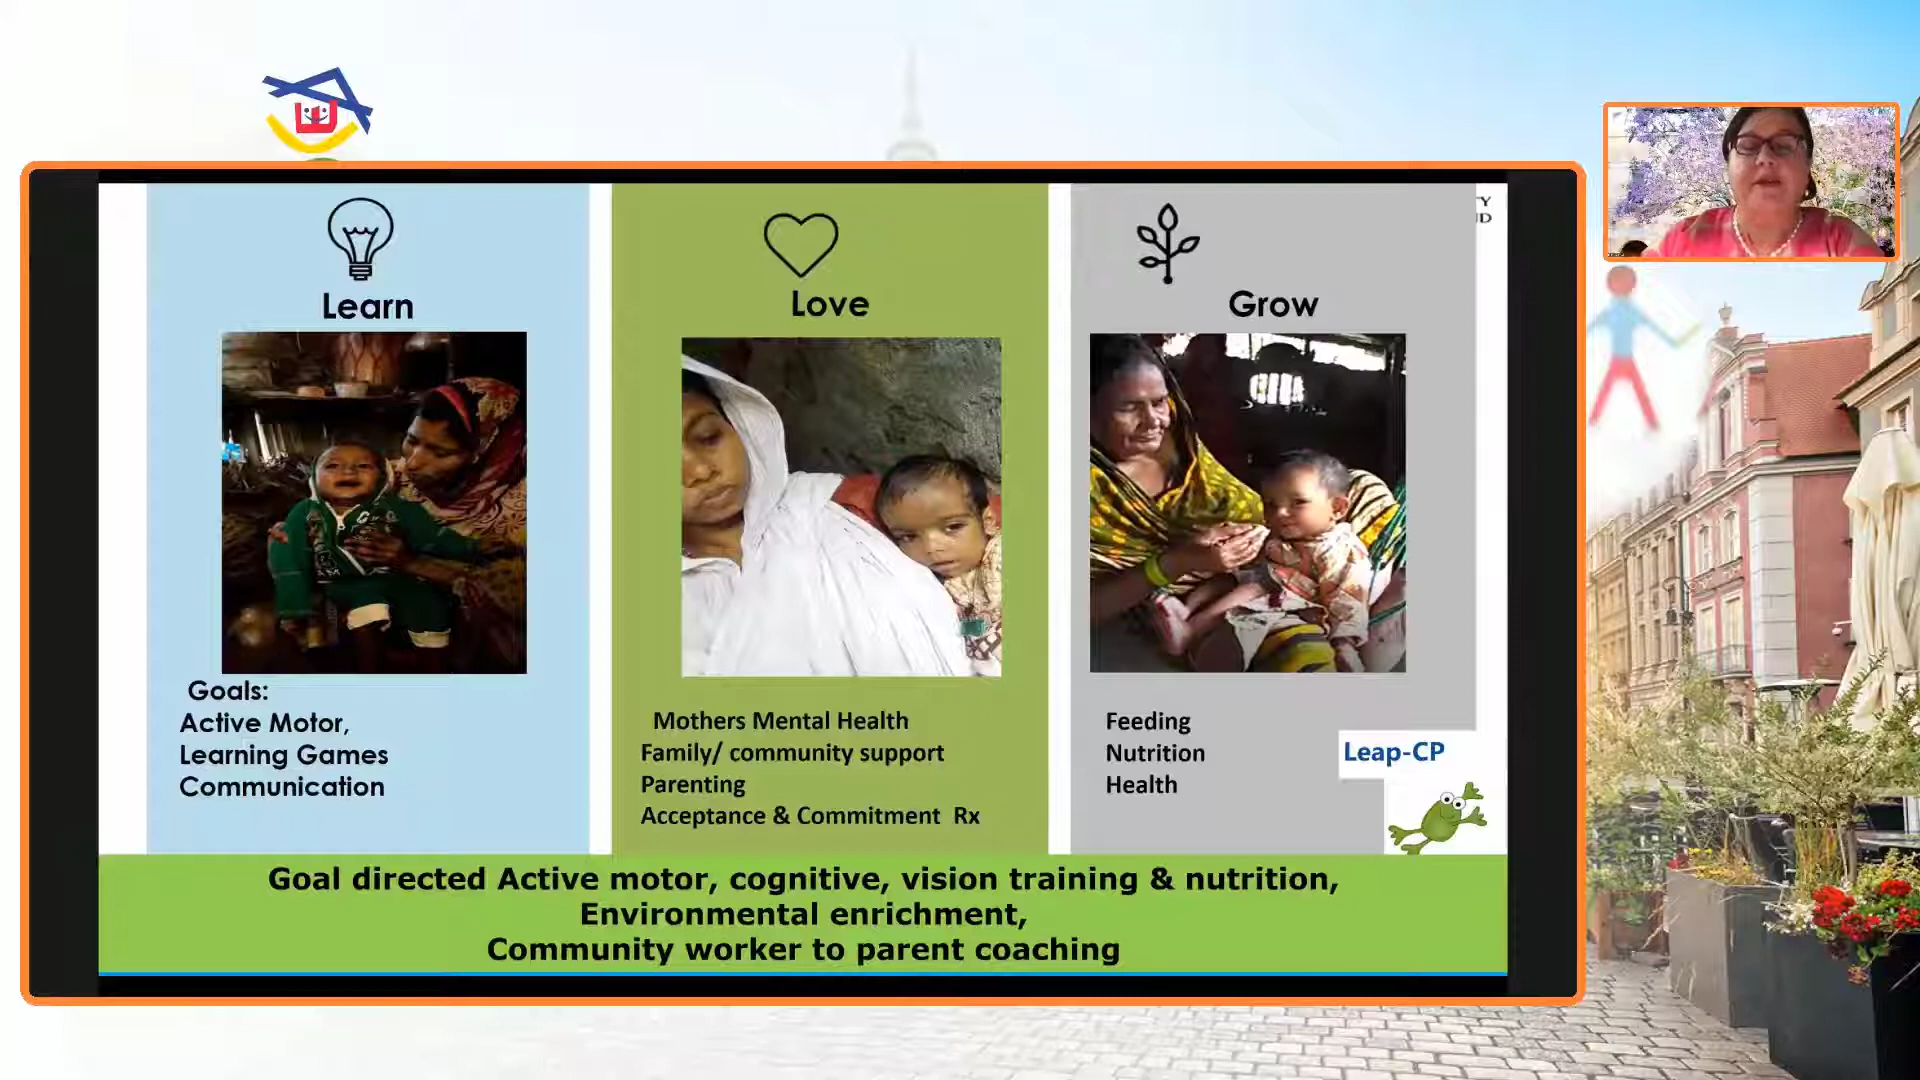 Learn
Goals:
Active Motor,
Learning Games
Communication
Love
Mothers Mental Health
Family/ community support
Parenting
Acceptance & Commitment Rx
Grow
Feeding
Nutrition
Health
Leap-CP
Goal directed Active motor, cognitive, vision training & nutrition,
Environmental enrichment,
Community worker to parent coaching